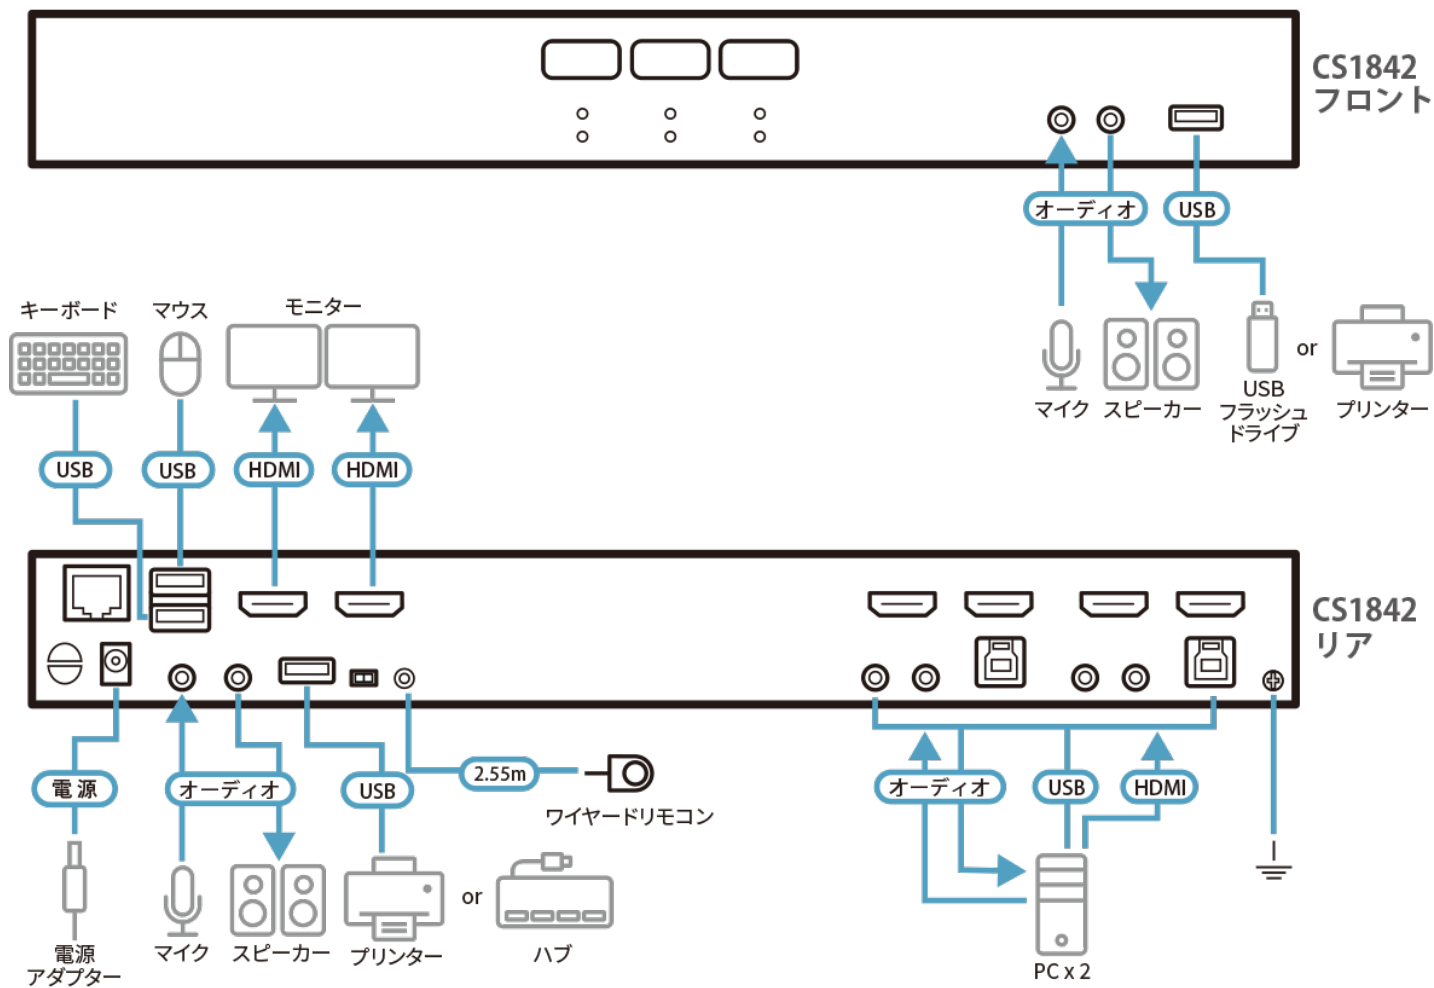 CS1842
フロント
オーディオ
USB
マイク
スピーカー
USB
フラッシュ
ドライブ
or
プリンター
キーボード
マウス
モニター
USB
USB
HDMI
HDMI
CS1842
リア
電源
オーディオ
USB
2.55m
ワイヤードリモコン
オーディオ
USB
HDMI
電源
アダプター
マイク
スピーカー
プリンター
or
ハブ
PC x 2